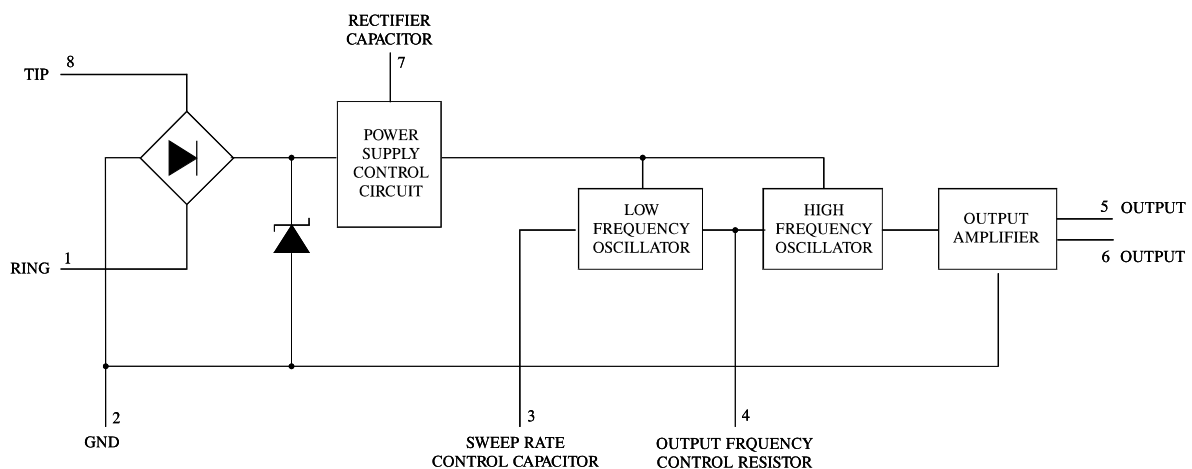 RECTIFIER
CAPACITOR
7
8
TIP
POWER
SUPPLY
CONTROL
CIRCUIT
LOW
FREQUENCY
OSCILLATOR
HIGH
FREQUENCY
OSCILLATOR
OUTPUT
AMPLIFIER
5 OUTPUT
6 OUTPUT
1
RING
2
GND
3
SWEEP RATE
CONTROL CAPACITOR
4
OUTPUT FRQUENCY
CONTROL RESISTOR